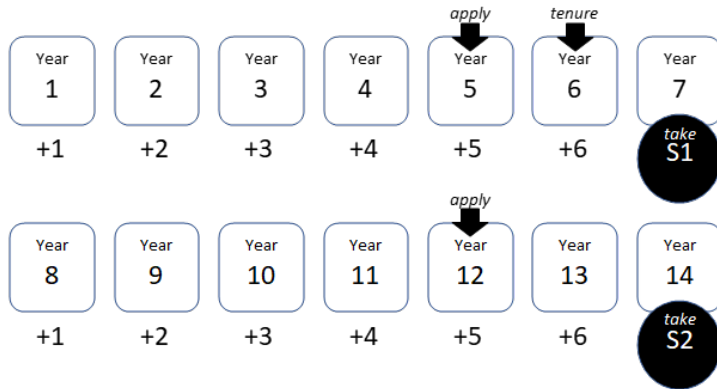 apply tenure
Year Year Year Year Year Year Year
1 2 3 4 5 6 7
+1 +2 +3 +4 +5 +6 take
S1
apply
Year Year Year Year Year Year Year
8 9 10 11 12 13 14
+1 +2 +3 +4 +5 +6 take
S2